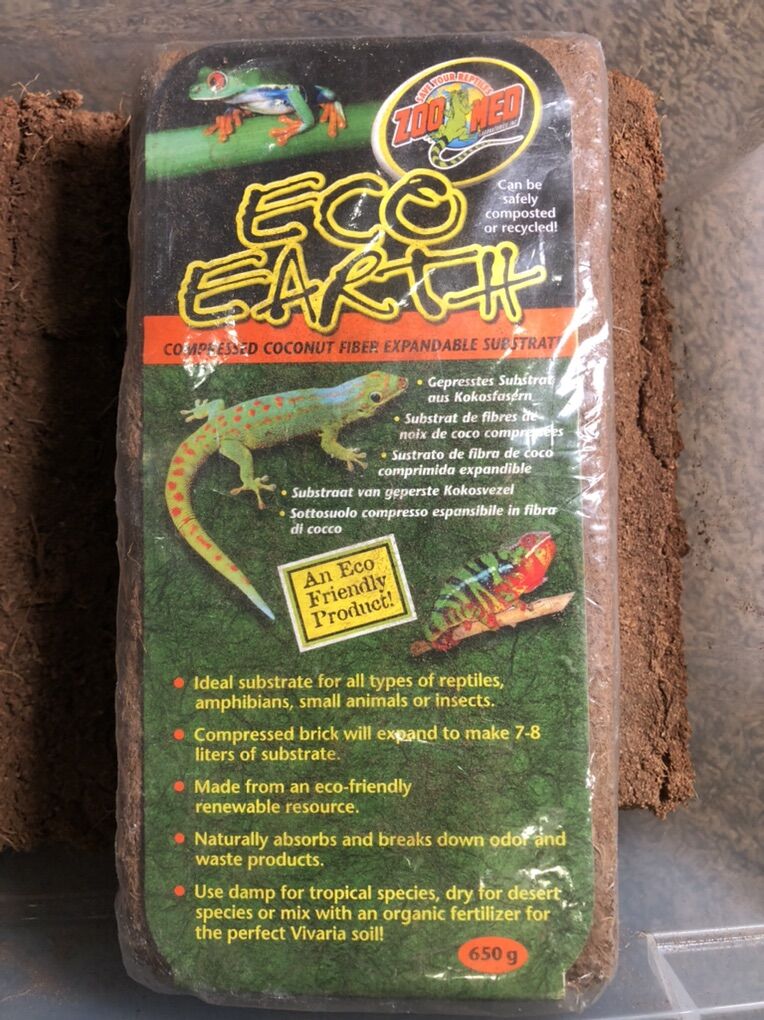 SAVE YOUR REPTILES
ZOO MED
LABORATORIES, INC.
Can be
safely
composted
or recycled!
ECO
EARTH
COMPRESSED COCONUT FIBER EXPANDABLE SUBSTRATE
• Gepresstes Substrat
aus Kokosfasern
• Substrat de fibres de
noix de coco compressées
• Sustrato de fibra de coco
comprimida expandible
• Substraat van geperste Kokosvezel
• Sottosuolo compresso espansibile in fibra
di cocco
An Eco
Friendly
Product!
• Ideal substrate for all types of reptiles,
amphibians, small animals or insects.
• Compressed brick will expand to make 7-8
liters of substrate.
• Made from an eco-friendly
renewable resource.
• Naturally absorbs and breaks down odor and
waste products.
• Use damp for tropical species, dry for desert
species or mix with an organic fertilizer for
the perfect Vivaria soil!
650 g